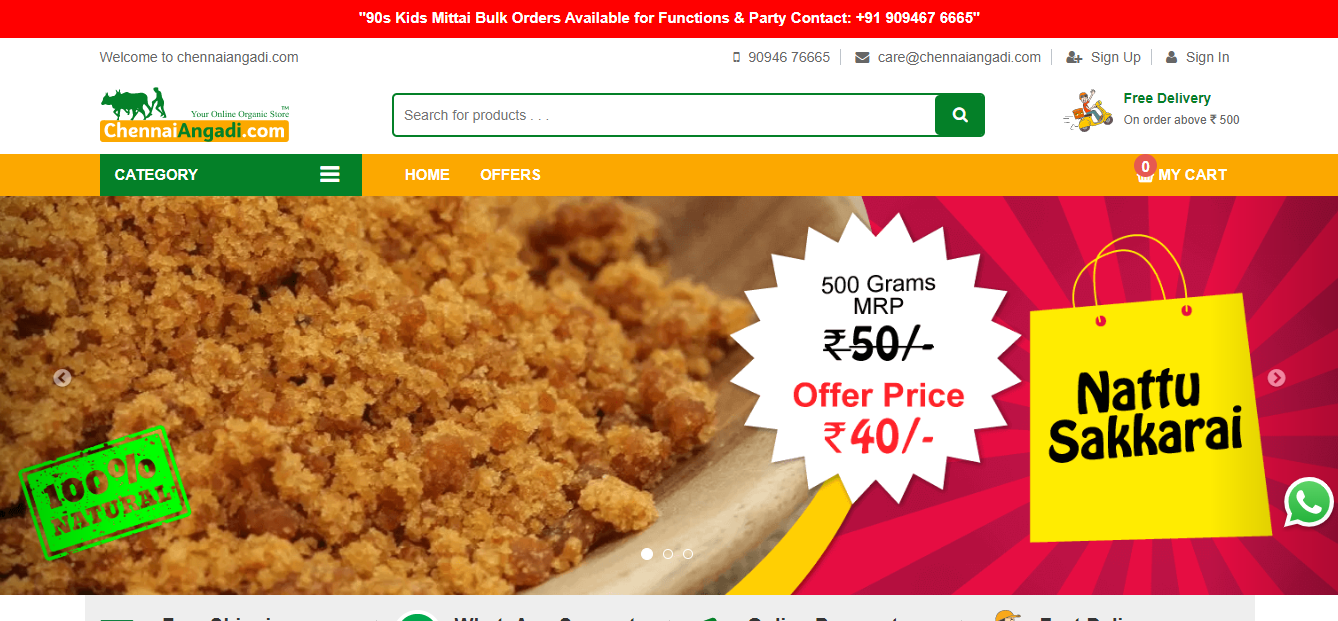 "90s Kids Mittai Bulk Orders Available for Functions & Party Contact: +91 909467 6665"
Welcome to chennaiangadi.com
90946 76665
care@chennaiangadi.com
Sign Up
Sign In
Your Online Organic Store™
ChennaiAngadi.com
Search for products . . .
Free Delivery
On order above ₹ 500
CATEGORY
HOME
OFFERS
0
MY CART
500 Grams
MRP
₹50/-
Offer Price
₹40/-
Nattu
Sakkarai
100%
NATURAL